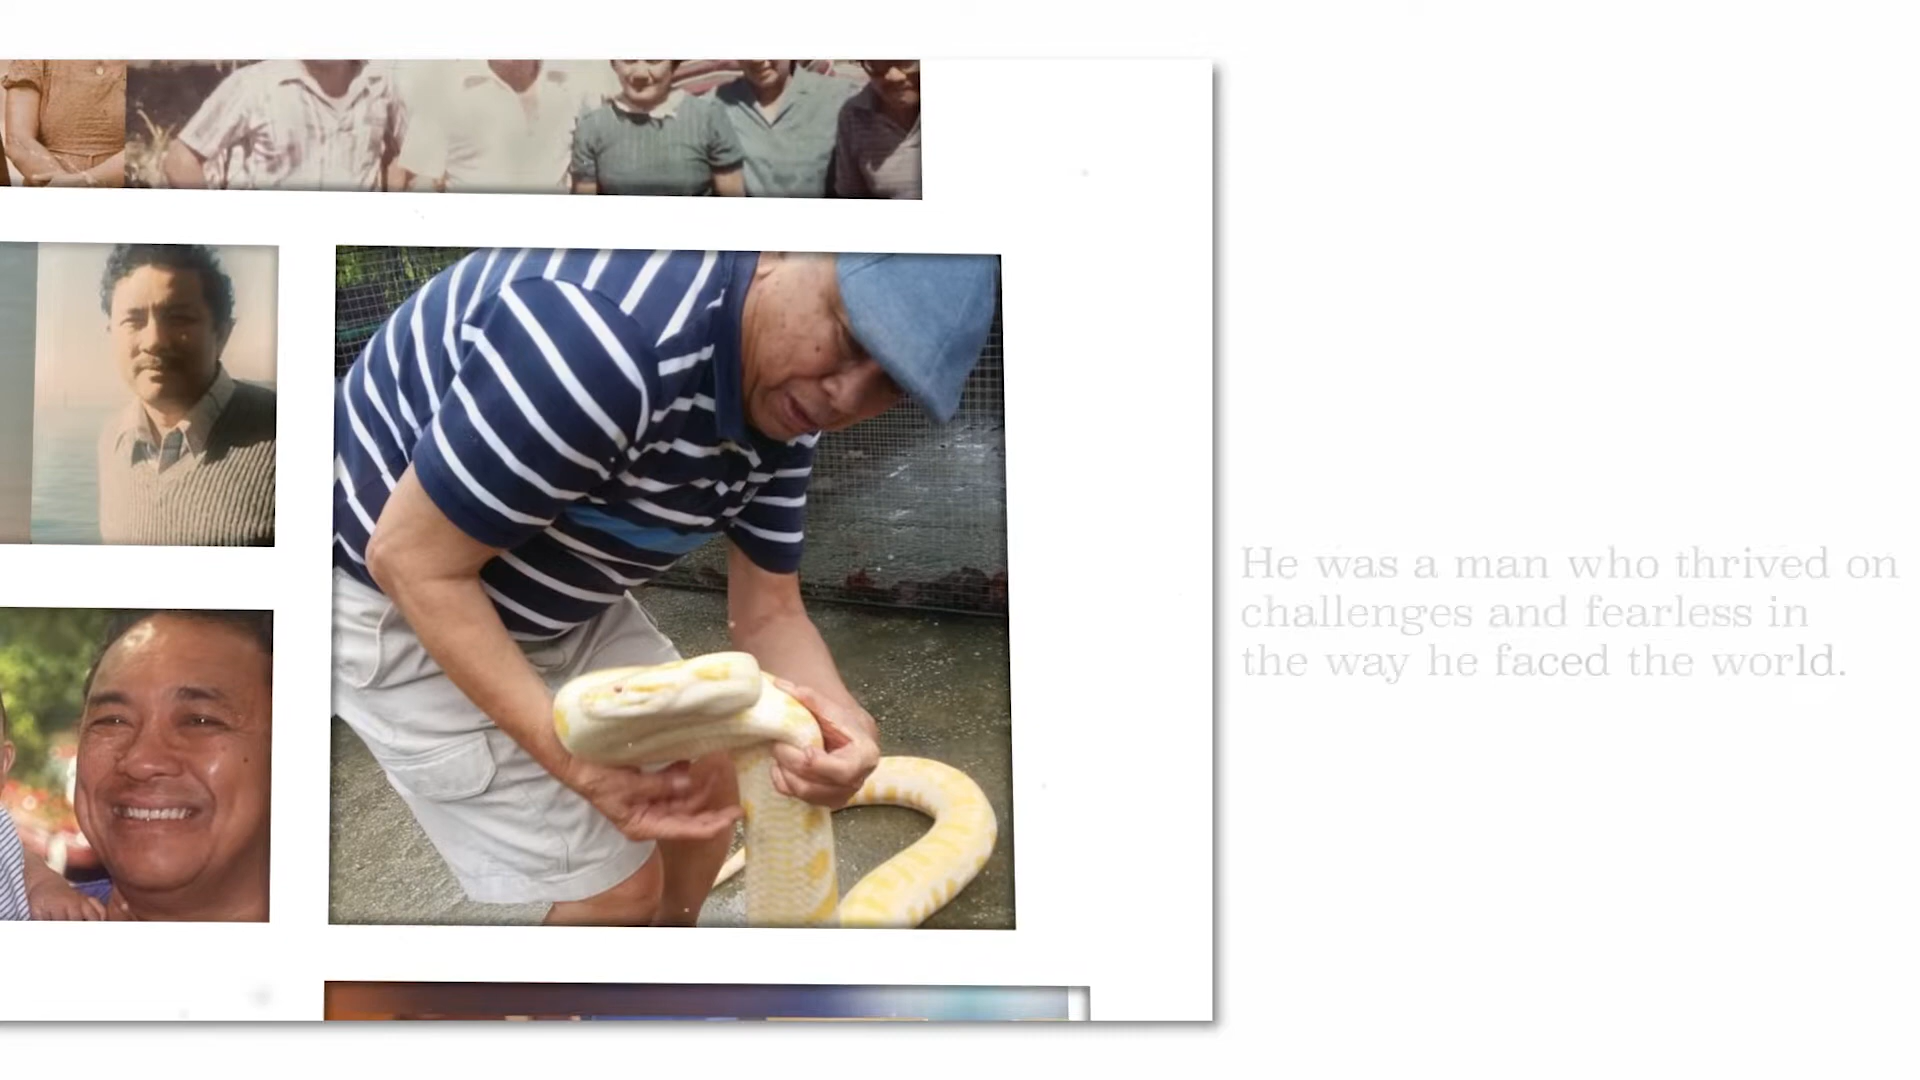 He was a man who thrived on
challenges and fearless in
the way he faced the world.